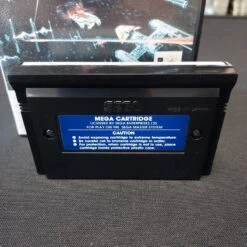 SEGA
MADE IN JAPAN
MEGA CARTRIDGE
LICENSED BY SEGA ENTERPRISES LTD.
FOR PLAY ON THE SEGA MASTER SYSTEM
CAUTION
● Avoid exposing cartridge to extreme temperature.
● Be careful not to immerse cartridge in water.
● For protection, when cartridge is not in use, place
cartridge inside protective plastic case.